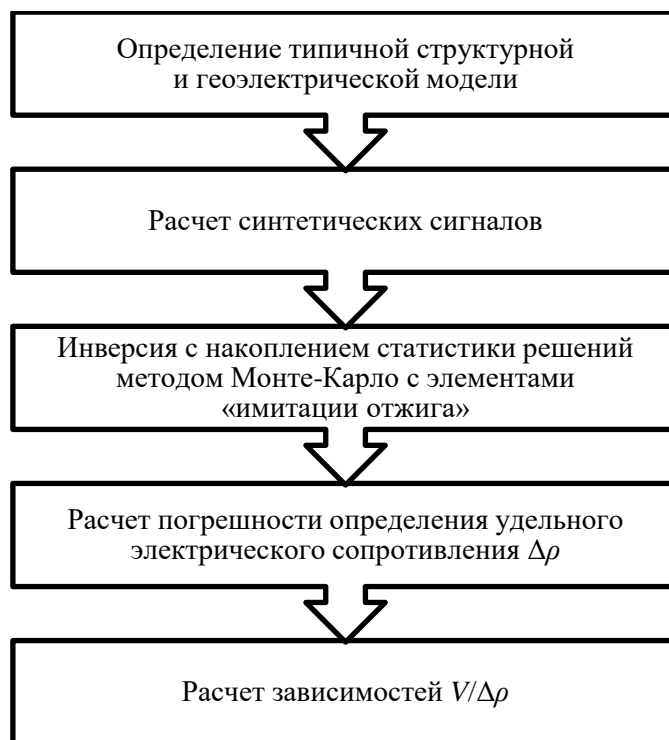 Определение типичной структурной
и геоэлектрической модели
Расчет синтетических сигналов
Инверсия с накоплением статистики решений
методом Монте-Карло с элементами
«имитации отжига»
Расчет погрешности определения удельного
электрического сопротивления Δρ
Расчет зависимостей V/Δρ